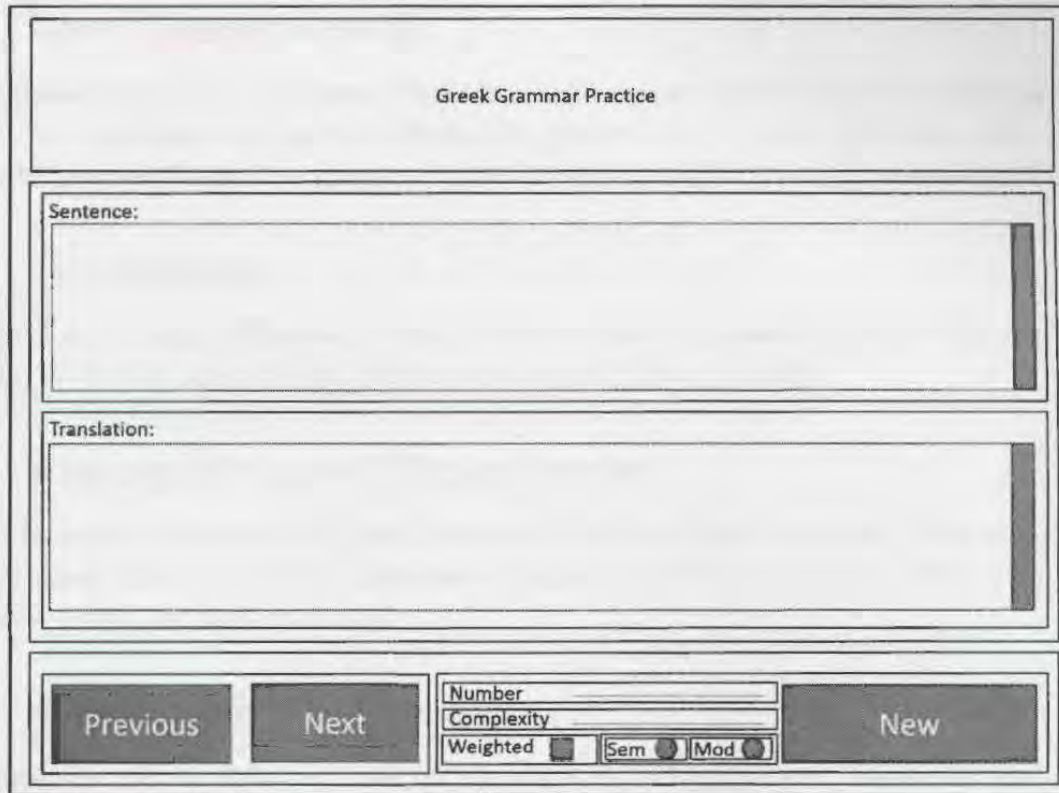 Greek Grammar Practice
Sentence:
Translation:
Previous Next
Number
Complexity
Weighted Sem Mod
New